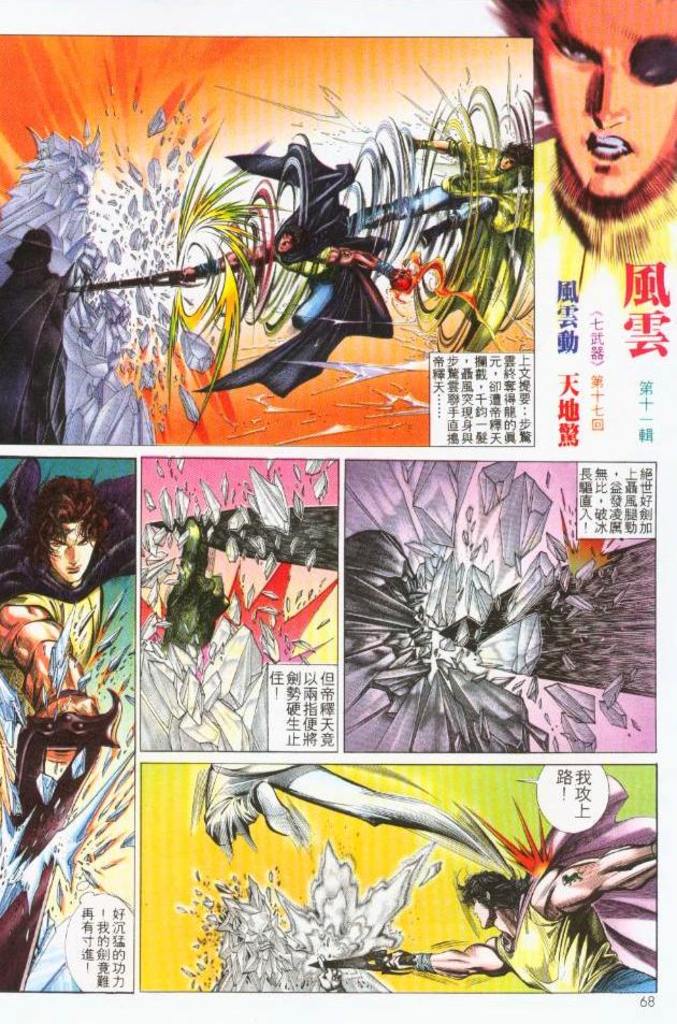 風雲
第十一輯
《七武器》第十七回
風雲動 天地驚
上文提要：步驚
雲終奪得龍的真
元，卻遭帝釋天
攔截，千鈞一髮
，聶風突現身與
步驚雲聯手直搗
帝釋天……
絕世好劍加
上聶風腿勁
，益發凌厲
無比，破冰
長驅直入！
但帝釋天
以兩指便將
劍勢硬生止
住！
好沉猛的功力
！我的劍竟難
再有寸進！
我攻上
路！
68